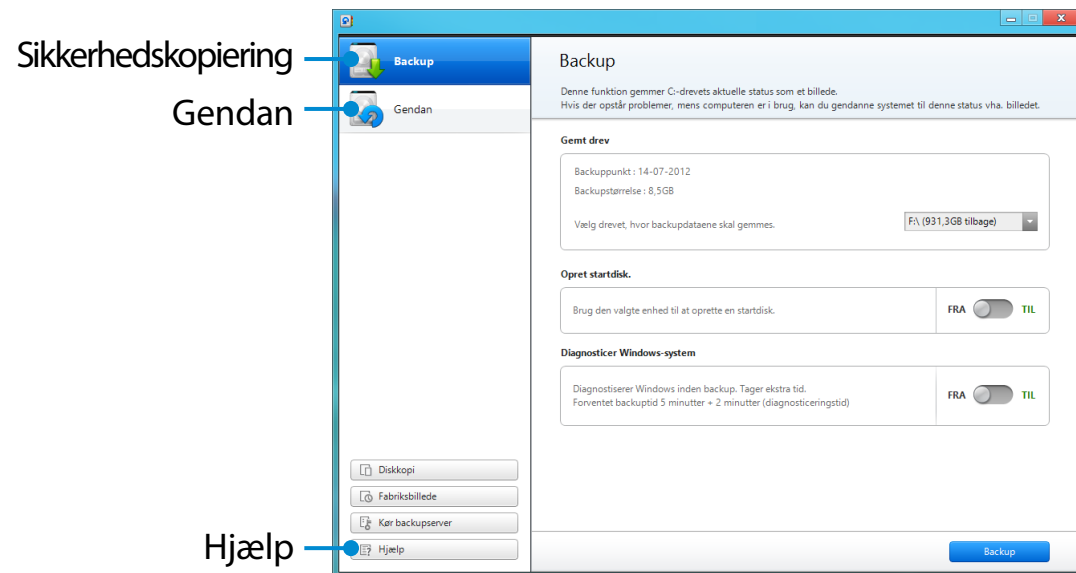 Sikkerhedskopiering
Gendan
Hjælp
Backup
Gendan
Diskkopi
Fabriksbillede
Kør backupserver
Hjælp
Backup
Denne funktion gemmer C:-drevets aktuelle status som et billede.
Hvis der opstår problemer, mens computeren er i brug, kan du gendanne systemet til denne status vha. billedet.
Gemt drev
Backuppunkt : 14-07-2012
Backupstørrelse : 8,5GB
Vælg drevet, hvor backupdataene skal gemmes.
F:\ (931,3GB tilbage)
Opret startdisk.
Brug den valgte enhed til at oprette en startdisk.
FRA TIL
Diagnosticer Windows-system
Diagnostiserer Windows inden backup. Tager ekstra tid.
Forventet backuptid 5 minutter + 2 minutter (diagnosticeringstid)
FRA TIL
Backup